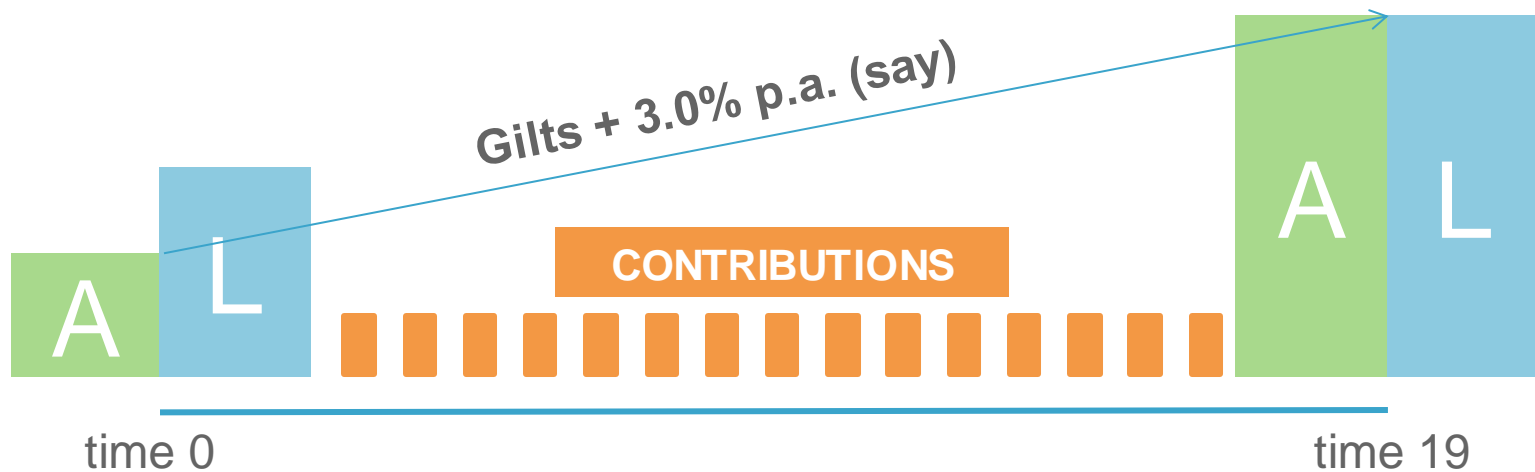 Gilts + 3.0% p.a. (say)
A
L
CONTRIBUTIONS
A
L
time 0
time 19